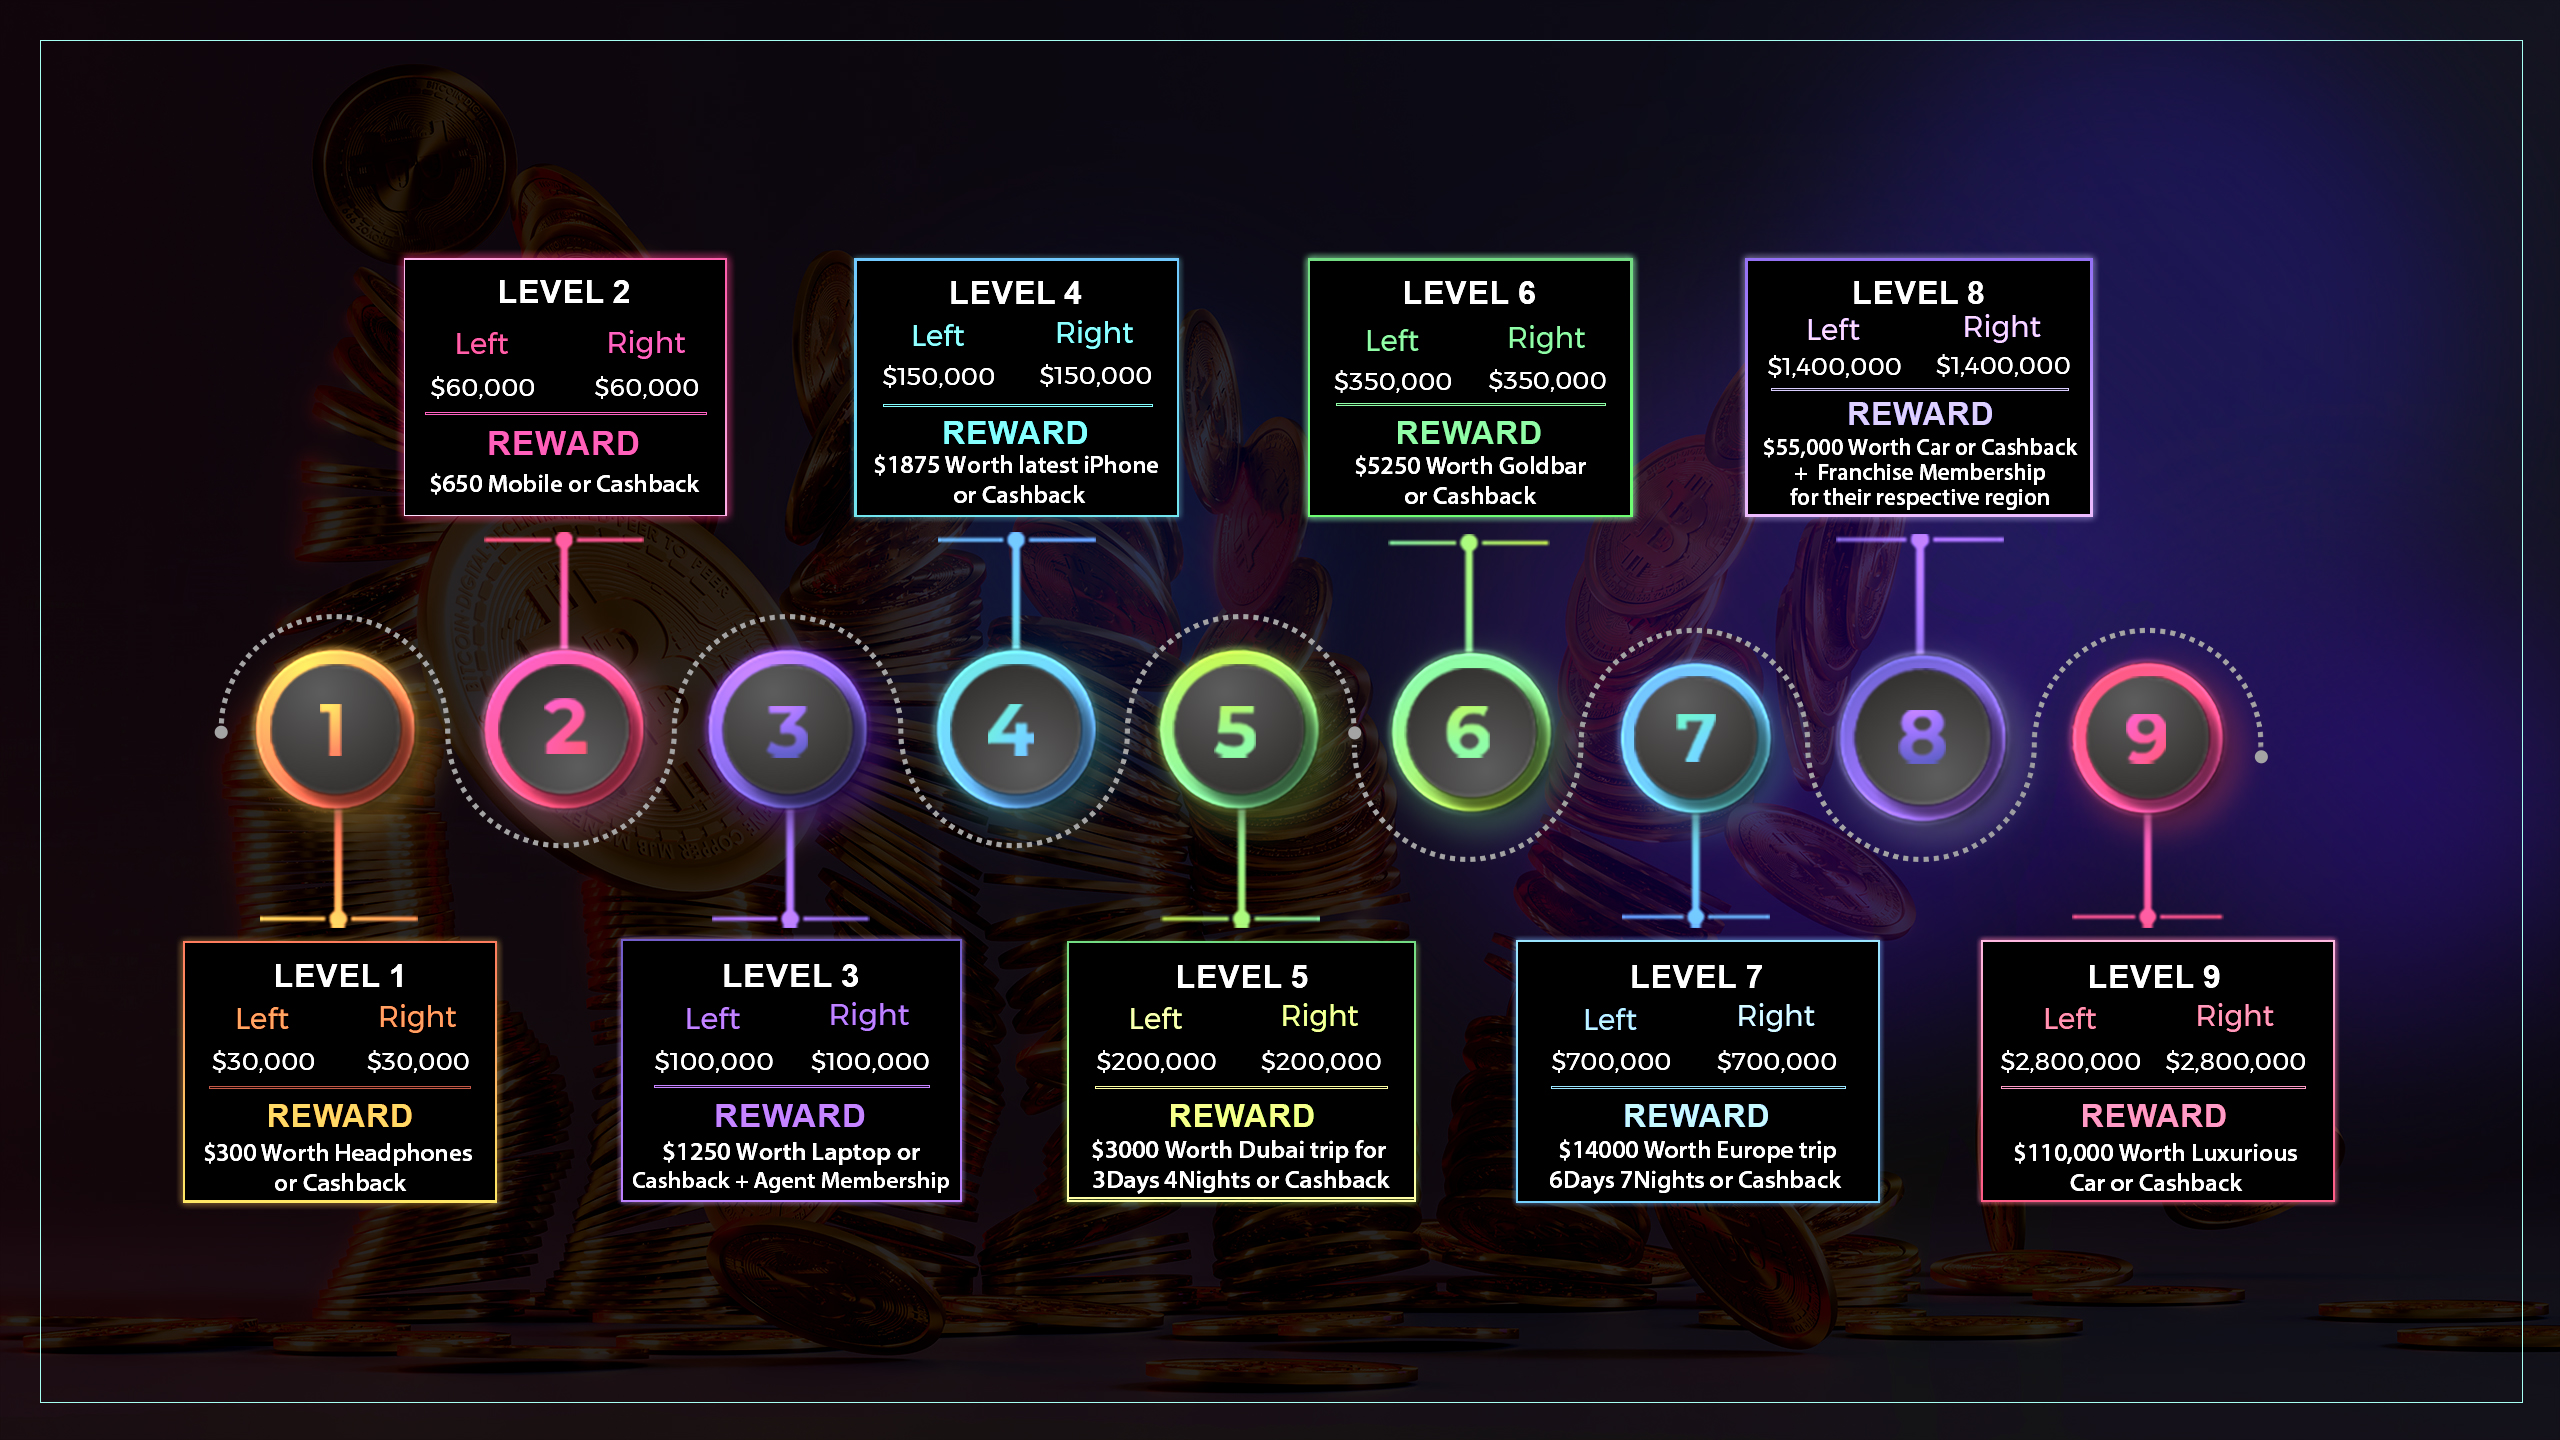 LEVEL 2
Left Right
$60,000 $60,000
REWARD
$650 Mobile or Cashback
LEVEL 4
Left Right
$150,000 $150,000
REWARD
$1875 Worth latest iPhone
or Cashback
LEVEL 6
Left Right
$350,000 $350,000
REWARD
$5250 Worth Goldbar
or Cashback
LEVEL 8
Left Right
$1,400,000 $1,400,000
REWARD
$55,000 Worth Car or Cashback
+ Franchise Membership
for their respective region
1 2 3 4 5 6 7 8 9
LEVEL 1
Left Right
$30,000 $30,000
REWARD
$300 Worth Headphones
or Cashback
LEVEL 3
Left Right
$100,000 $100,000
REWARD
$1250 Worth Laptop or
Cashback + Agent Membership
LEVEL 5
Left Right
$200,000 $200,000
REWARD
$3000 Worth Dubai trip for
3Days 4Nights or Cashback
LEVEL 7
Left Right
$700,000 $700,000
REWARD
$14000 Worth Europe trip
6Days 7Nights or Cashback
LEVEL 9
Left Right
$2,800,000 $2,800,000
REWARD
$110,000 Worth Luxurious
Car or Cashback